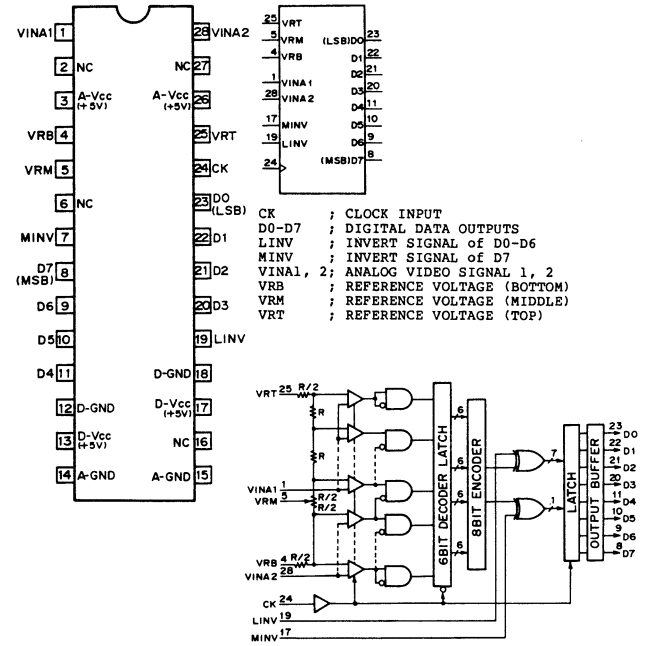 VINA1 1
2 NC
3 A-Vcc
(+5V)
VRB 4
VRM 5
6 NC
MINV 7
D7 8
(MSB)
D6 9
D5 10
D4 11
12 D-GND
13 D-Vcc
(+5V)
14 A-GND
28 VINA2
NC 27
A-Vcc 26
(+5V)
25 VRT
24 CK
23 D0
(LSB)
22 D1
21 D2
20 D3
19 LINV
D-GND 18
D-Vcc 17
(+5V)
NC 16
A-GND 15
25 VRT
5 VRM
4 VRB
1 VINA1
28 VINA2
17 MINV
19 LINV
24
(LSB)D0 23
D1 22
D2 21
D3 20
D4 11
D5 10
D6 9
(MSB)D7 8
CK ; CLOCK INPUT
D0-D7 ; DIGITAL DATA OUTPUTS
LINV ; INVERT SIGNAL of D0-D6
MINV ; INVERT SIGNAL of D7
VINA1, 2; ANALOG VIDEO SIGNAL 1, 2
VRB ; REFERENCE VOLTAGE (BOTTOM)
VRM ; REFERENCE VOLTAGE (MIDDLE)
VRT ; REFERENCE VOLTAGE (TOP)
VRT 25 R/2
R
R
VINA1 1
VRM 5 R/2
R/2
VRB 4 R/2
VINA2 28
CK 24
LINV 19
MINV 17
6BIT DECODER LATCH
6
6
6
6
8BIT ENCODER
7
1
LATCH
OUTPUT BUFFER
23 D0
22 D1
21 D2
20 D3
11 D4
10 D5
9 D6
8 D7